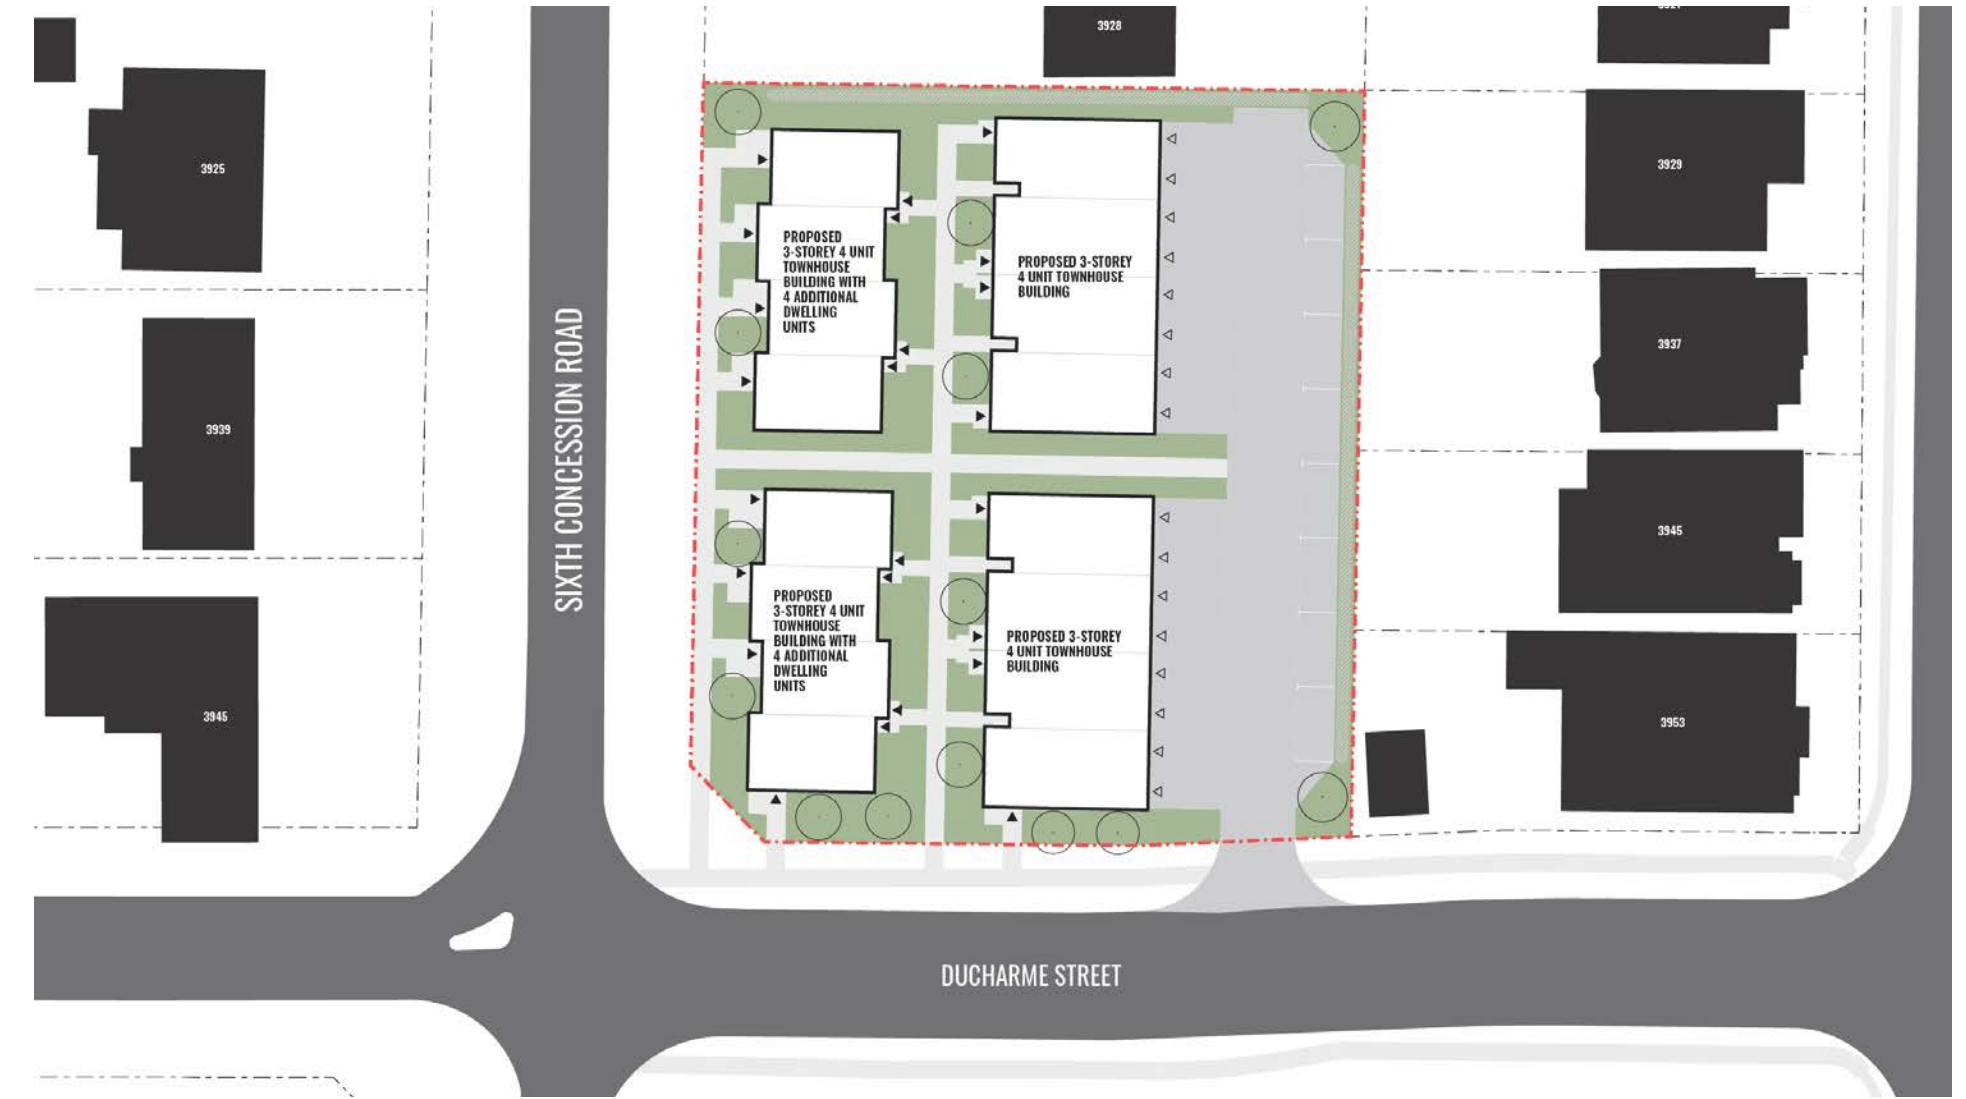 3928
3925
3929
PROPOSED
3-STOREY 4 UNIT
TOWNHOUSE
BUILDING WITH
4 ADDITIONAL
DWELLING
UNITS
PROPOSED 3-STOREY
4 UNIT TOWNHOUSE
BUILDING
3937
3939
SIXTH CONCESSION ROAD
3945
PROPOSED
3-STOREY 4 UNIT
TOWNHOUSE
BUILDING WITH
4 ADDITIONAL
DWELLING
UNITS
PROPOSED 3-STOREY
4 UNIT TOWNHOUSE
BUILDING
3945
3953
DUCHARME STREET